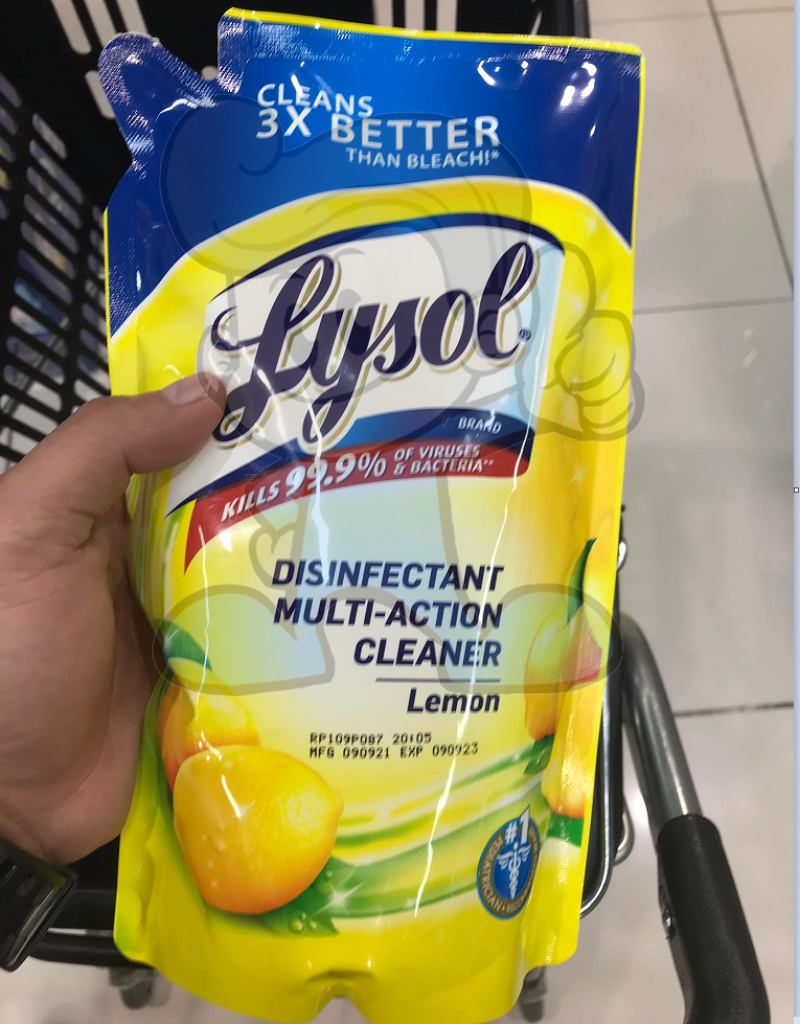 CLEANS
3X BETTER
THAN BLEACH!*
Lysol®
BRAND
KILLS 99.9% OF VIRUSES
& BACTERIA**
DISINFECTANT
MULTI-ACTION
CLEANER
Lemon
RP109P087 20:05
MFG 090921 EXP 090923
#1
PEDIATRICIAN